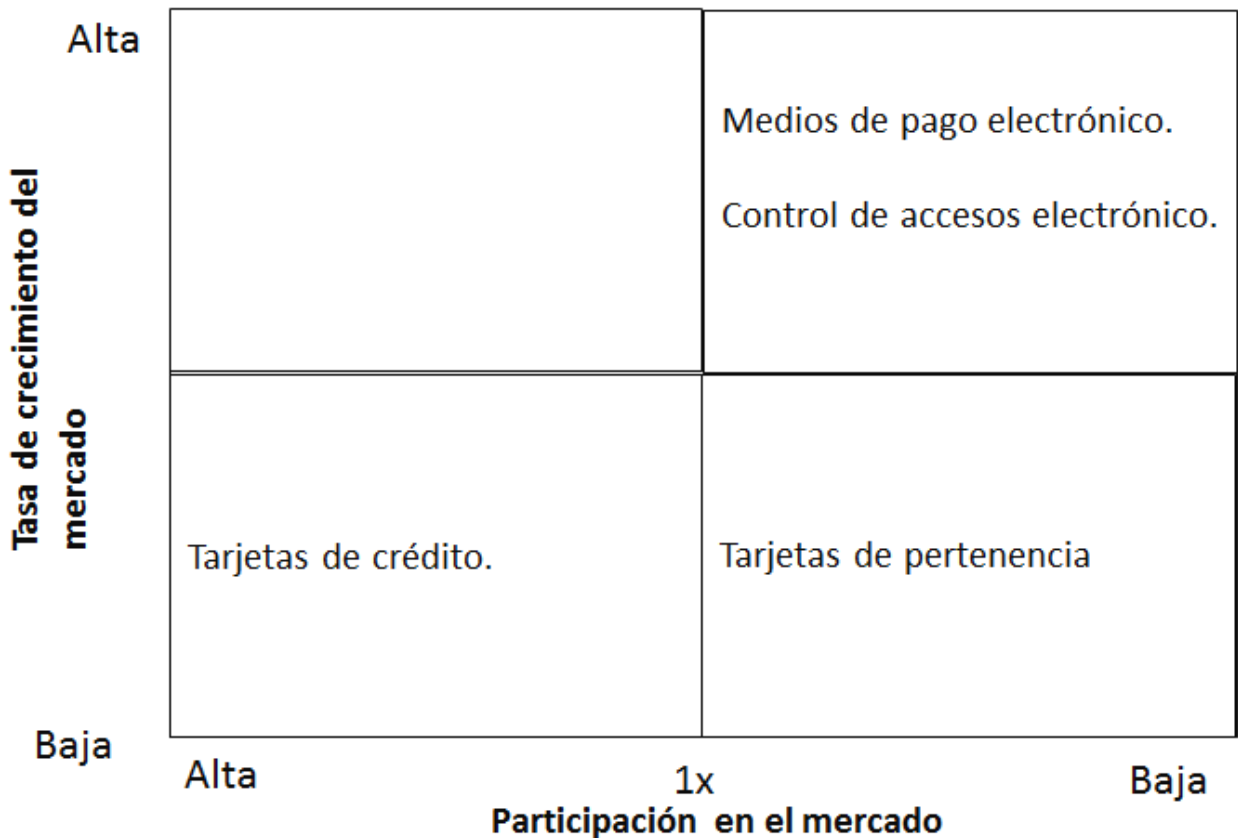 Alta
Medios de pago electrónico.
Control de accesos electrónico.
Tasa de crecimiento del
mercado
Tarjetas de crédito.
Tarjetas de pertenencia
Baja
Alta
1x
Baja
Participación en el mercado